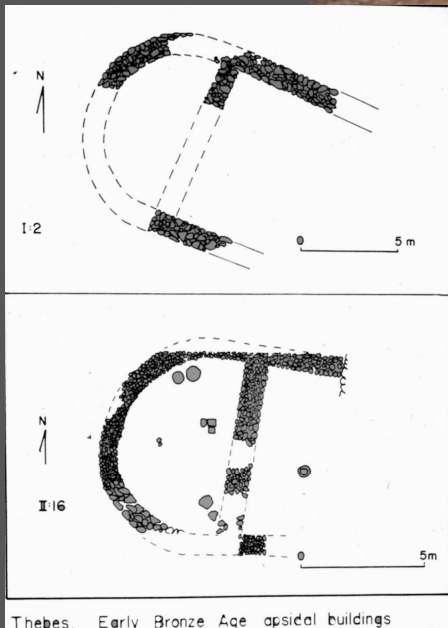 N
I:2
5 m
N
II:16
5m
Thebes. Early Bronze Age apsidal buildings